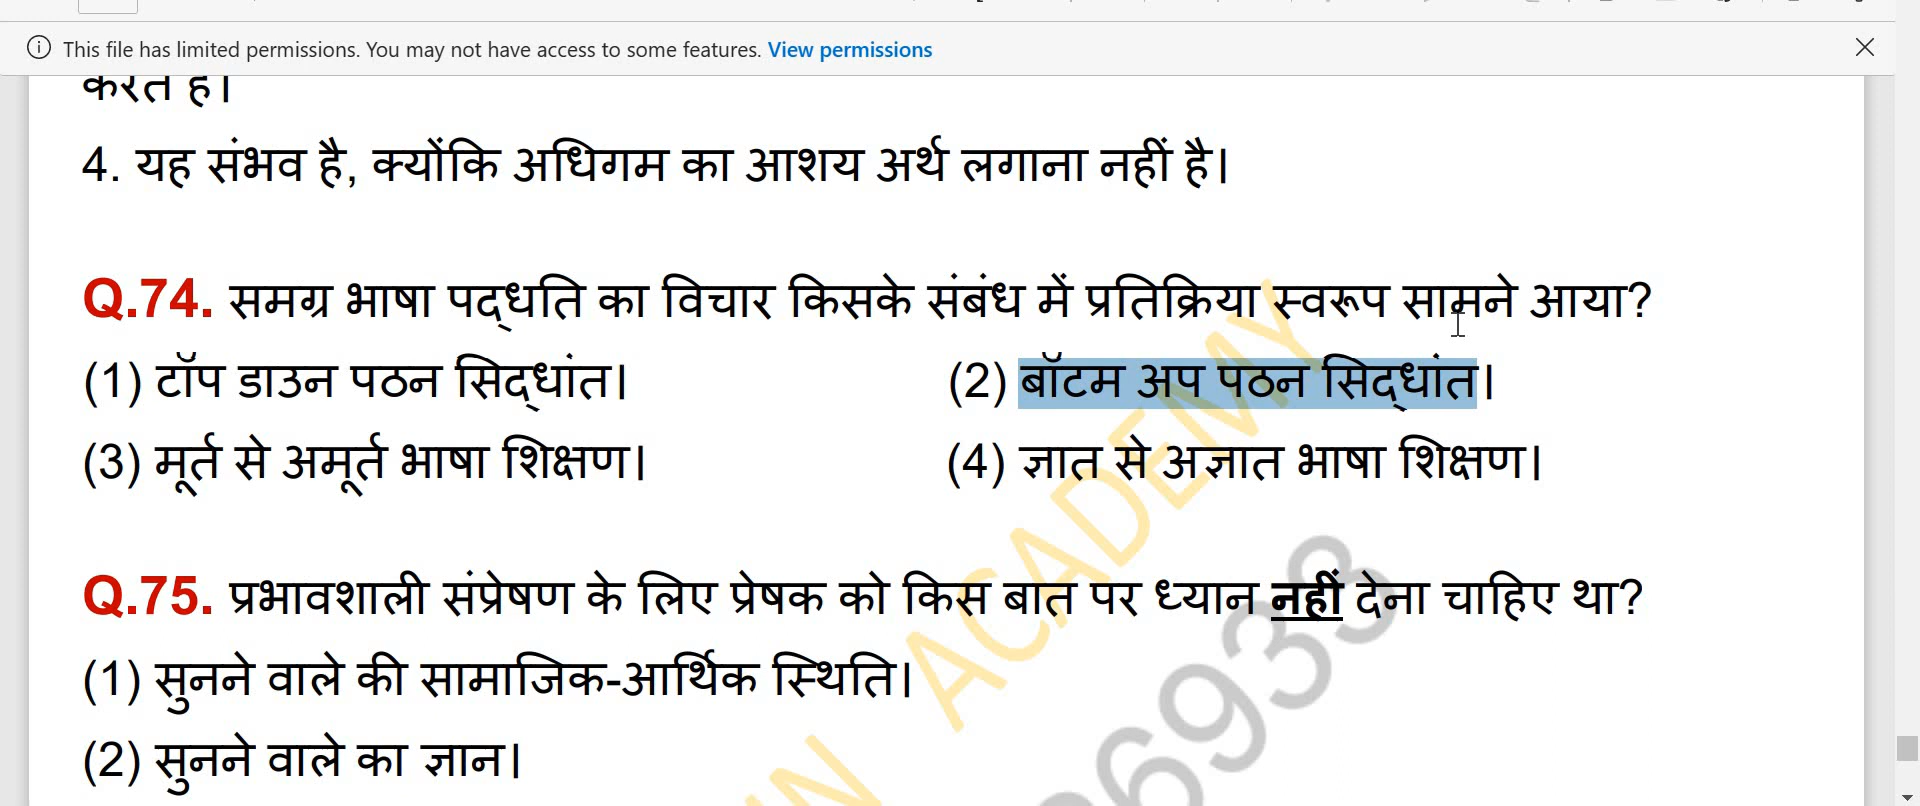 This file has limited permissions. You may not have access to some features. View permissions
करते हैं।
4. यह संभव है, क्योंकि अधिगम का आशय अर्थ लगाना नहीं है।
Q.74. समग्र भाषा पद्धति का विचार किसके संबंध में प्रतिक्रिया स्वरूप सामने आया?
(1) टॉप डाउन पठन सिद्धांत। (2) बॉटम अप पठन सिद्धांत।
(3) मूर्त से अमूर्त भाषा शिक्षण। (4) ज्ञात से अज्ञात भाषा शिक्षण।
Q.75. प्रभावशाली संप्रेषण के लिए प्रेषक को किस बात पर ध्यान नहीं देना चाहिए था?
(1) सुनने वाले की सामाजिक-आर्थिक स्थिति।
(2) सुनने वाले का ज्ञान।
ACADEMY
6933